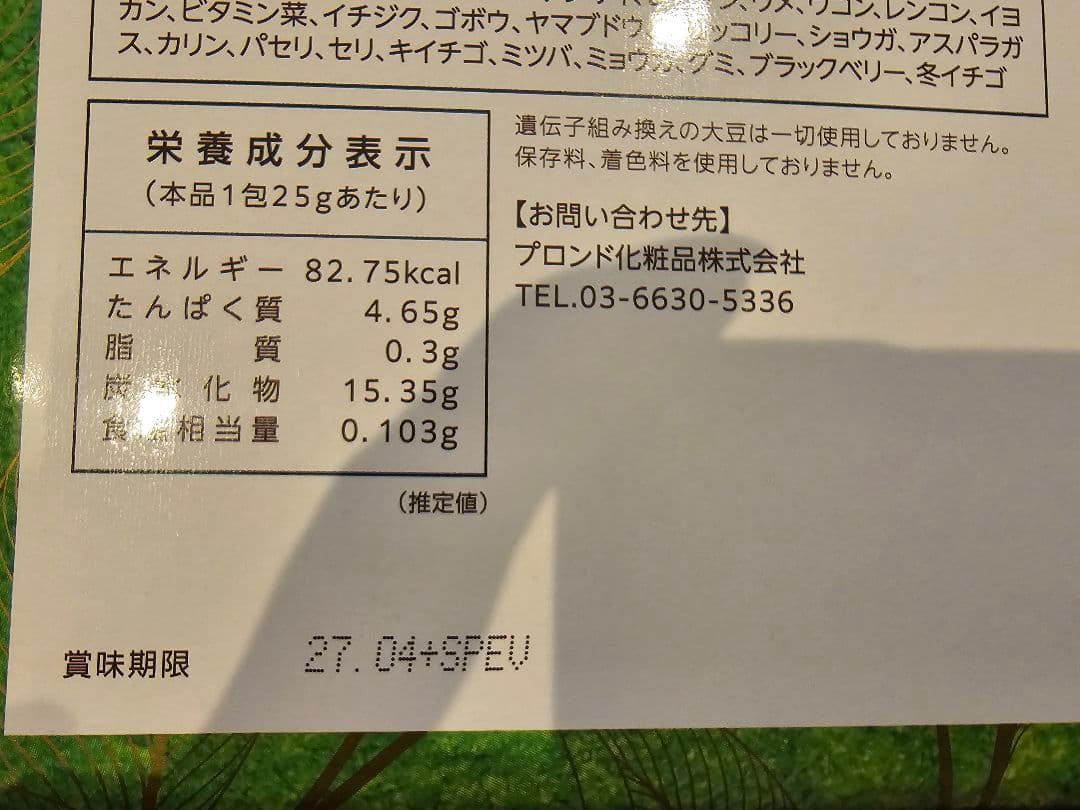 カン、ビタミン菜、イチジク、ゴボウ、ヤマブドウ、ブロッコリー、ショウガ、アスパラガ
ス、カリン、パセリ、セリ、キイチゴ、ミツバ、ミョウガ、グミ、ブラックベリー、冬イチゴ
栄養成分表示
(本品1包25gあたり)
エネルギー 82.75kcal
たんぱく質 4.65g
脂質 0.3g
炭水化物 15.35g
食塩相当量 0.103g
(推定値)
遺伝子組み換えの大豆は一切使用しておりません。
保存料、着色料を使用しておりません。
【お問い合わせ先】
プロンド化粧品株式会社
TEL.03-6630-5336
賞味期限 27.04+SPEV